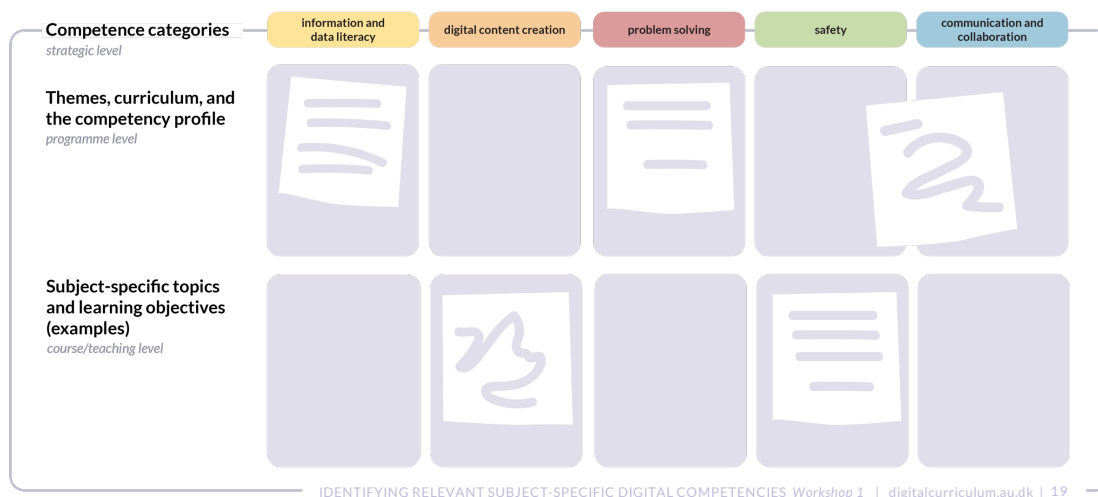 Competence categories
strategic level
information and
data literacy
digital content creation
problem solving
safety
communication and
collaboration
Themes, curriculum, and
the competency profile
programme level
Subject-specific topics
and learning objectives
(examples)
course/teaching level
IDENTIFYING RELEVANT SUBJECT-SPECIFIC DIGITAL COMPETENCIES Workshop 1 | digitalcurriculum.au.dk | 19